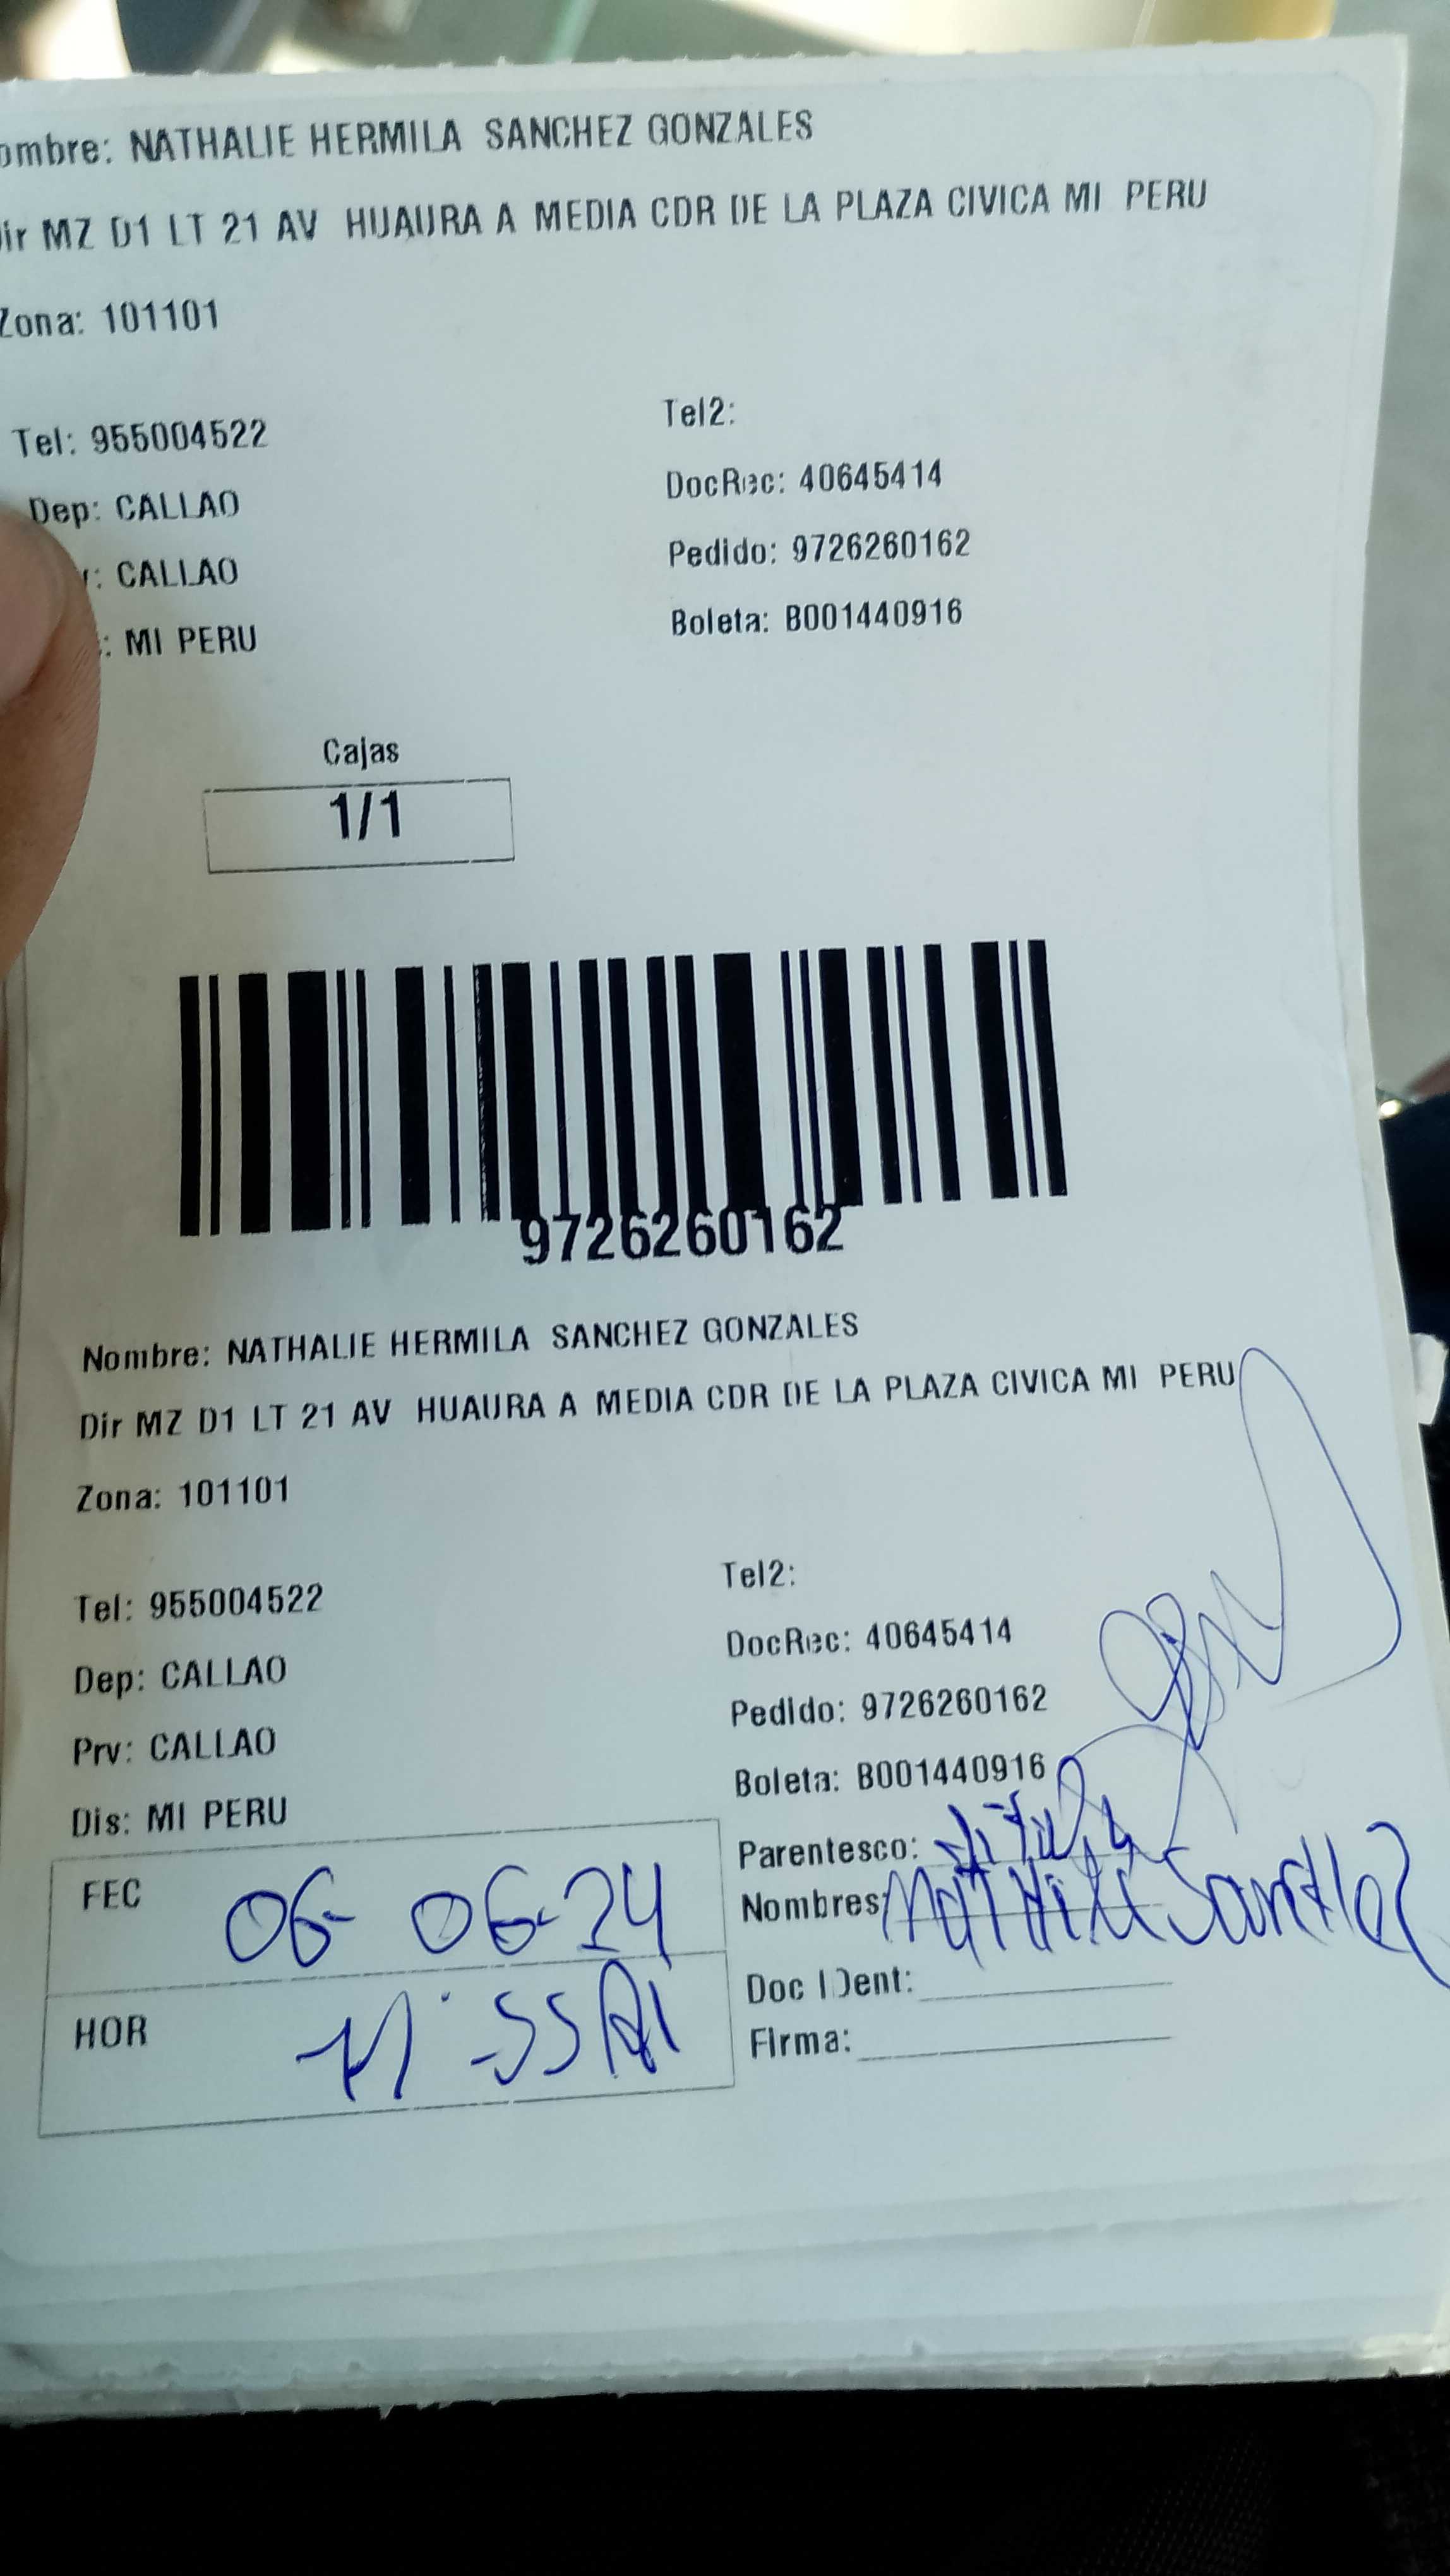 ombre: NATHALIE HERMILA SANCHEZ GONZALES
Dir MZ D1 LT 21 AV HUAURA A MEDIA CDR DE LA PLAZA CIVICA MI PERU
Zona: 101101
Tel: 955004522
Tel2:
Dep: CALLAO
DocRec: 40645414
: CALLAO
Pedido: 9726260162
: MI PERU
Boleta: B001440916
Cajas
1/1
9726260162
Nombre: NATHALIE HERMILA SANCHEZ GONZALES
Dir MZ D1 LT 21 AV HUAURA A MEDIA CDR DE LA PLAZA CIVICA MI PERU
Zona: 101101
Tel: 955004522
Tel2:
Dep: CALLAO
DocRec: 40645414
Prv: CALLAO
Pedido: 9726260162
Dis: MI PERU
Boleta: B001440916
FEC 06-06-24
Parentesco:
Nombres: Sanchez
HOR
Doc IDent:
Firma: